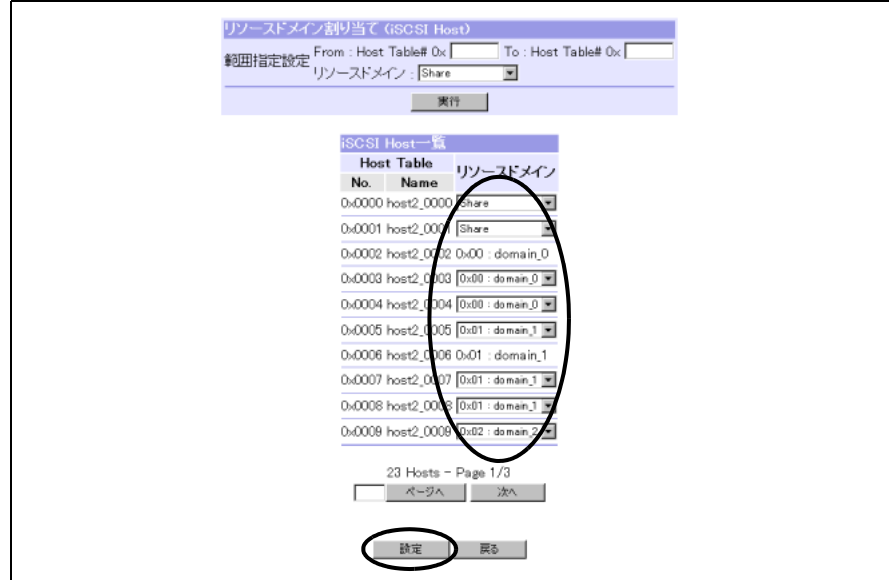 リソースドメイン割り当て (iSCSI Host)
範囲指定設定 From : Host Table# 0x To : Host Table# 0x
リソースドメイン : Share
実行
iSCSI Host一覧
Host Table リソースドメイン
No. Name
0x0000 host2_0000 Share
0x0001 host2_0001 Share
0x0002 host2_0002 0x00 : domain_0
0x0003 host2_0003 0x00 : domain_0
0x0004 host2_0004 0x00 : domain_0
0x0005 host2_0005 0x01 : domain_1
0x0006 host2_0006 0x01 : domain_1
0x0007 host2_0007 0x01 : domain_1
0x0008 host2_0008 0x01 : domain_1
0x0009 host2_0009 0x02 : domain_2
23 Hosts - Page 1/3
ページへ 次へ
設定 戻る